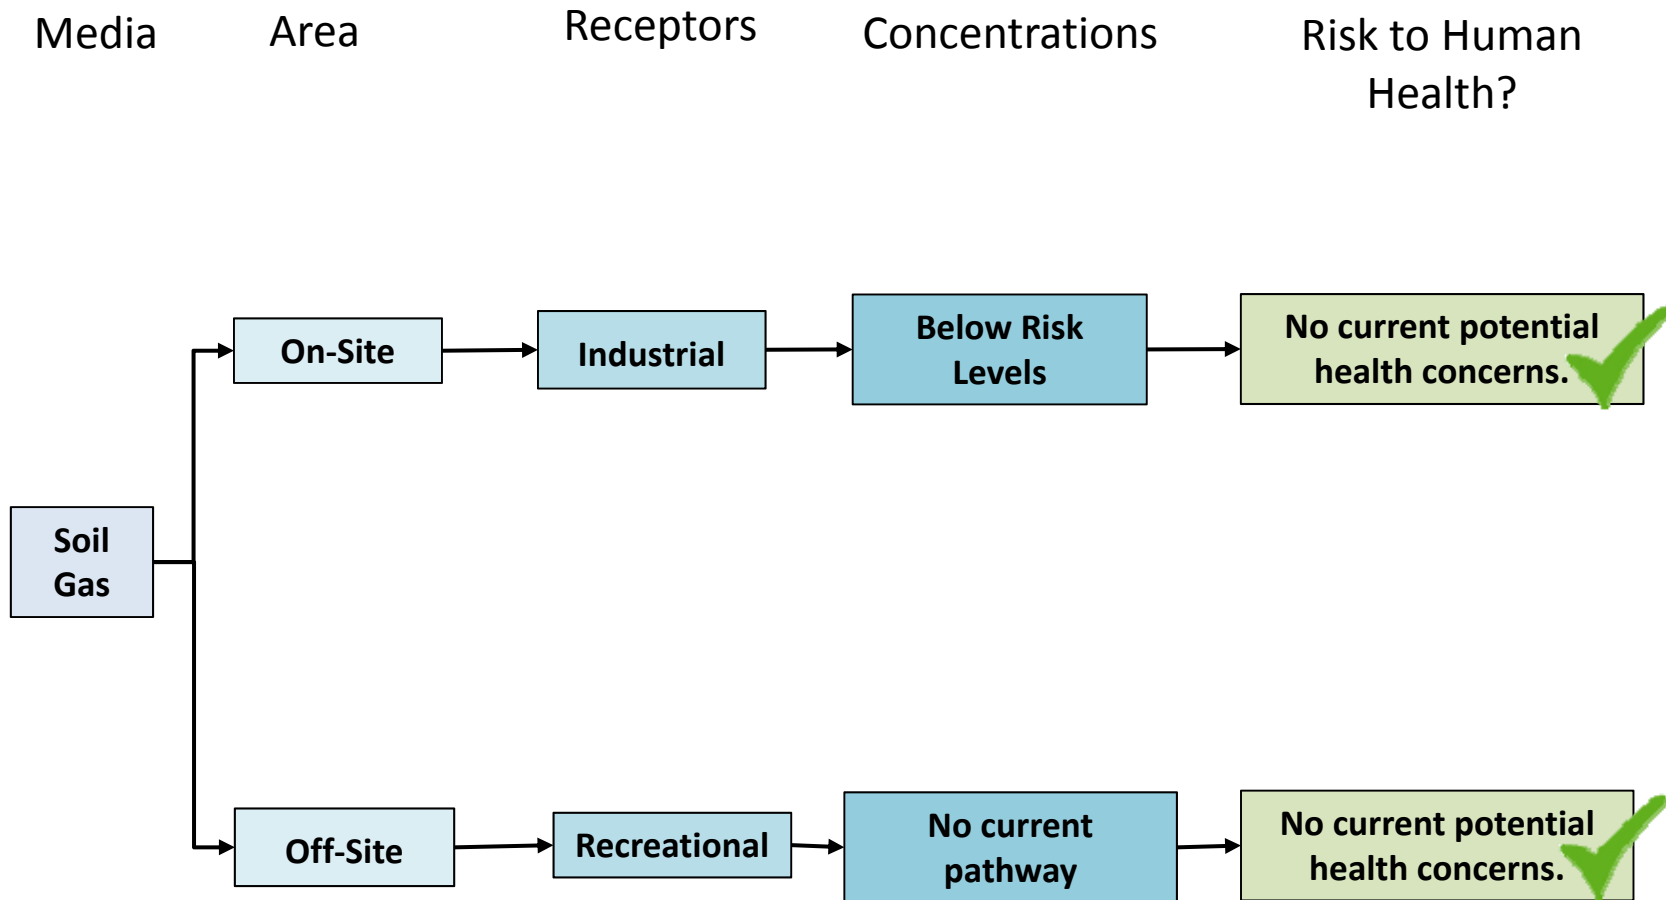 Media
Area
Receptors
Concentrations
Risk to Human
Health?
On-Site
Industrial
Below Risk
Levels
No current potential
health concerns.
Soil
Gas
Off-Site
Recreational
No current
pathway
No current potential
health concerns.